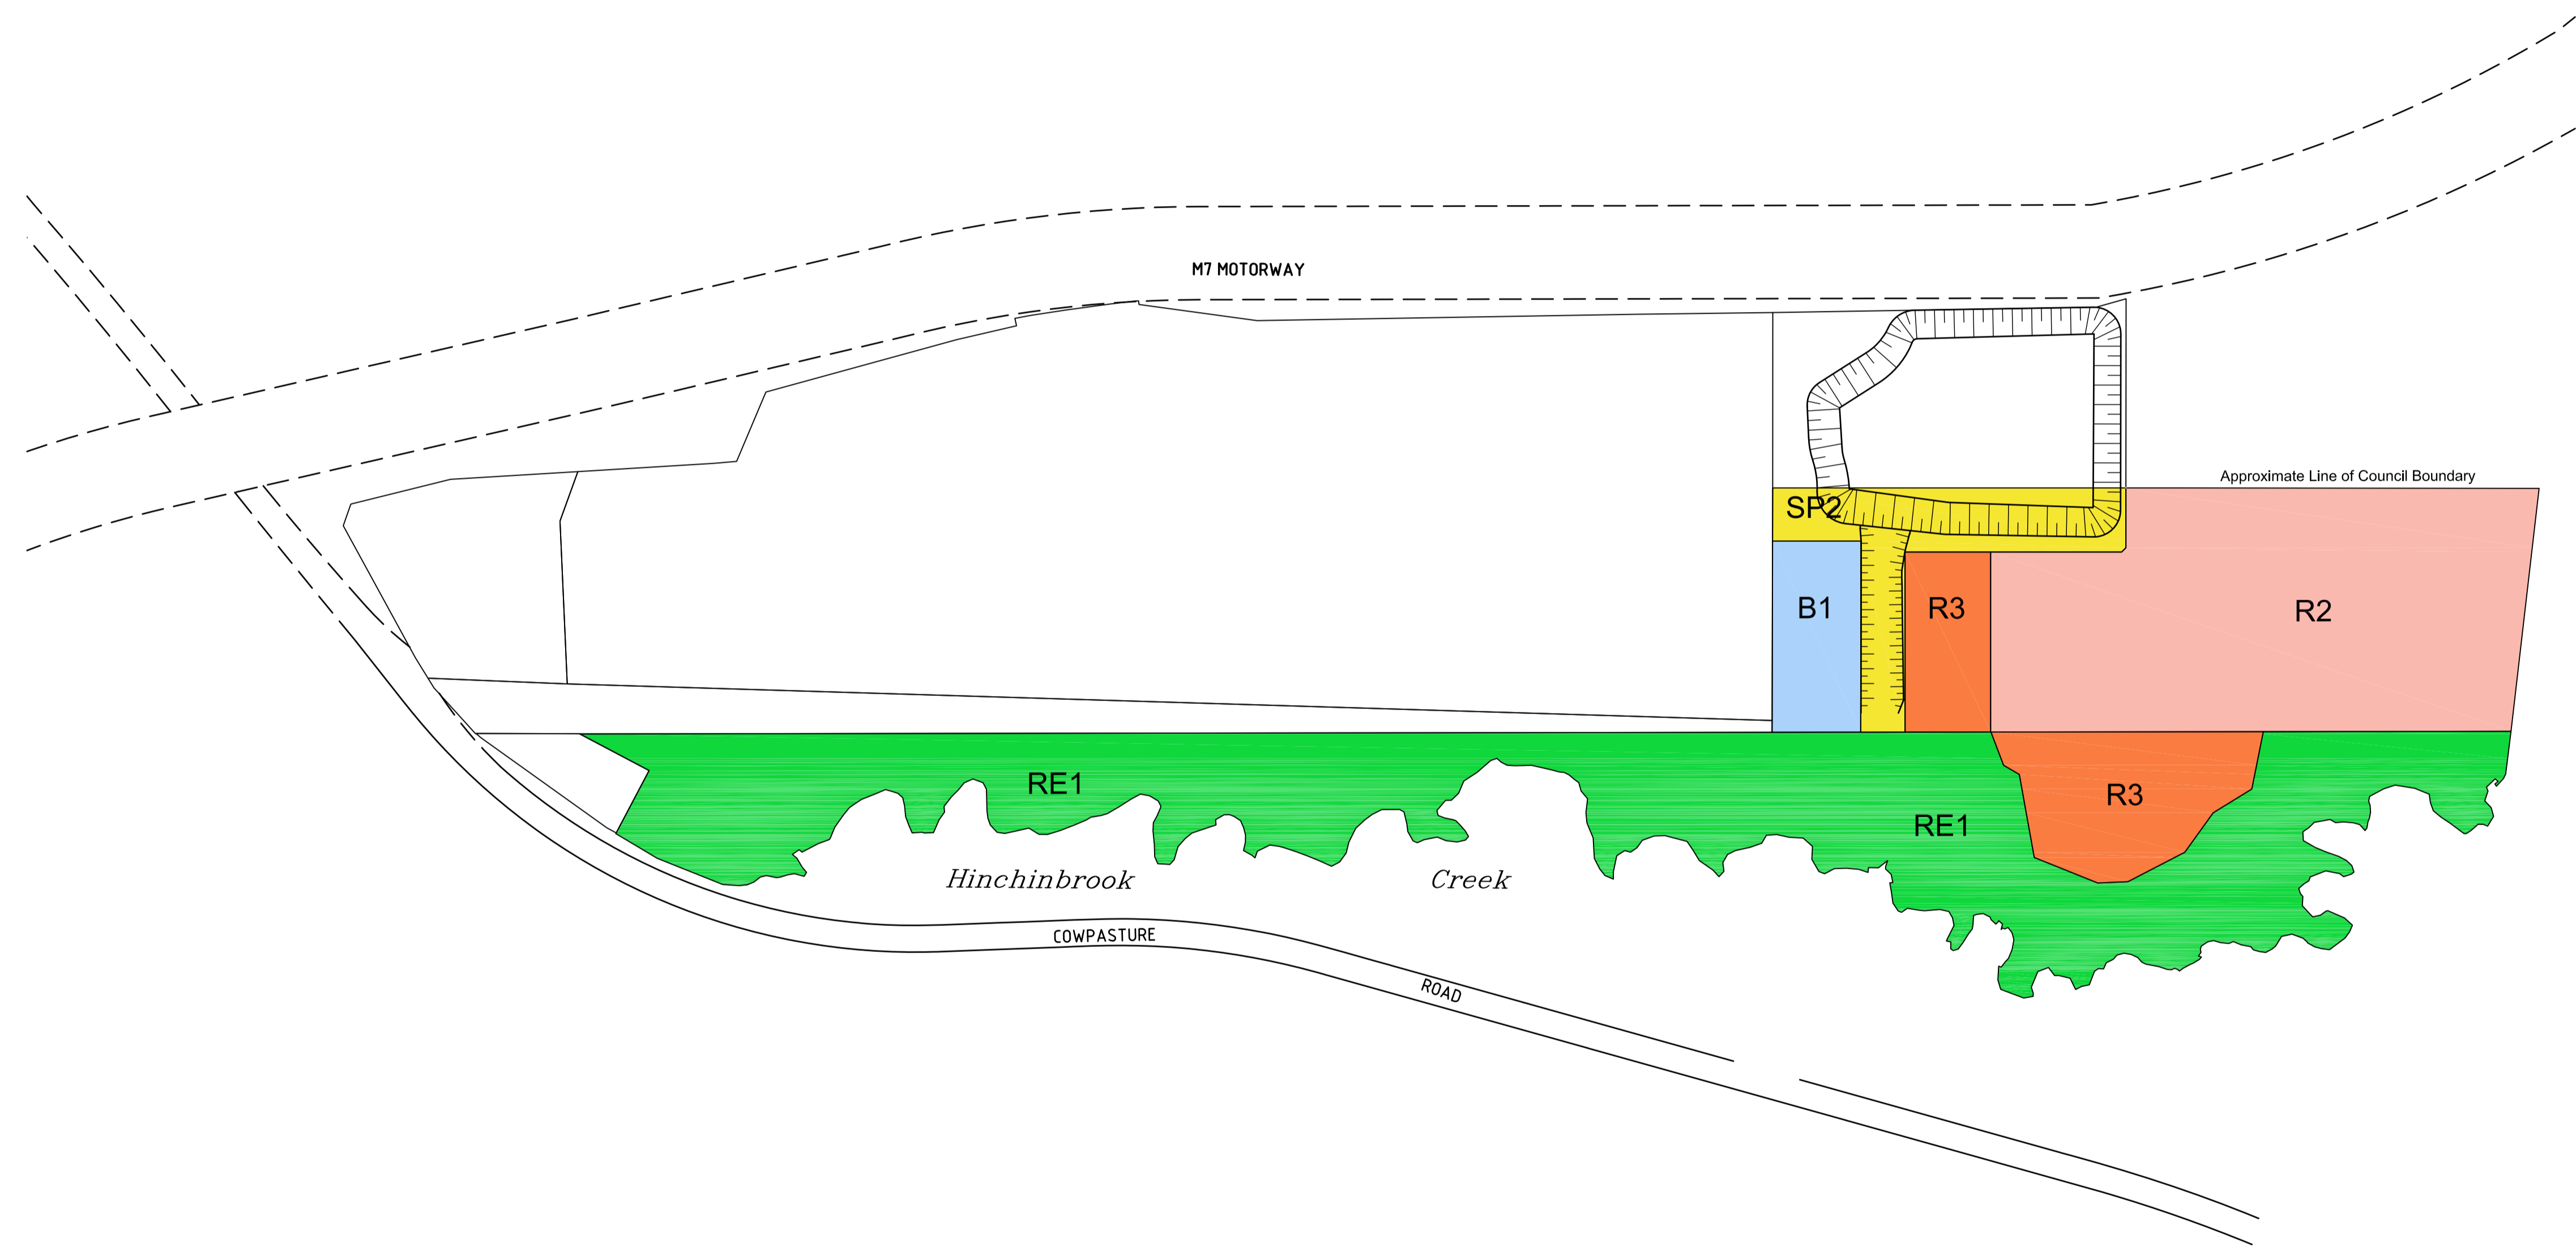 M7 MOTORWAY
Approximate Line of Council Boundary
SP2
B1
R3
R2
RE1
R3
RE1
Hinchinbrook Creek
COWPASTURE
ROAD